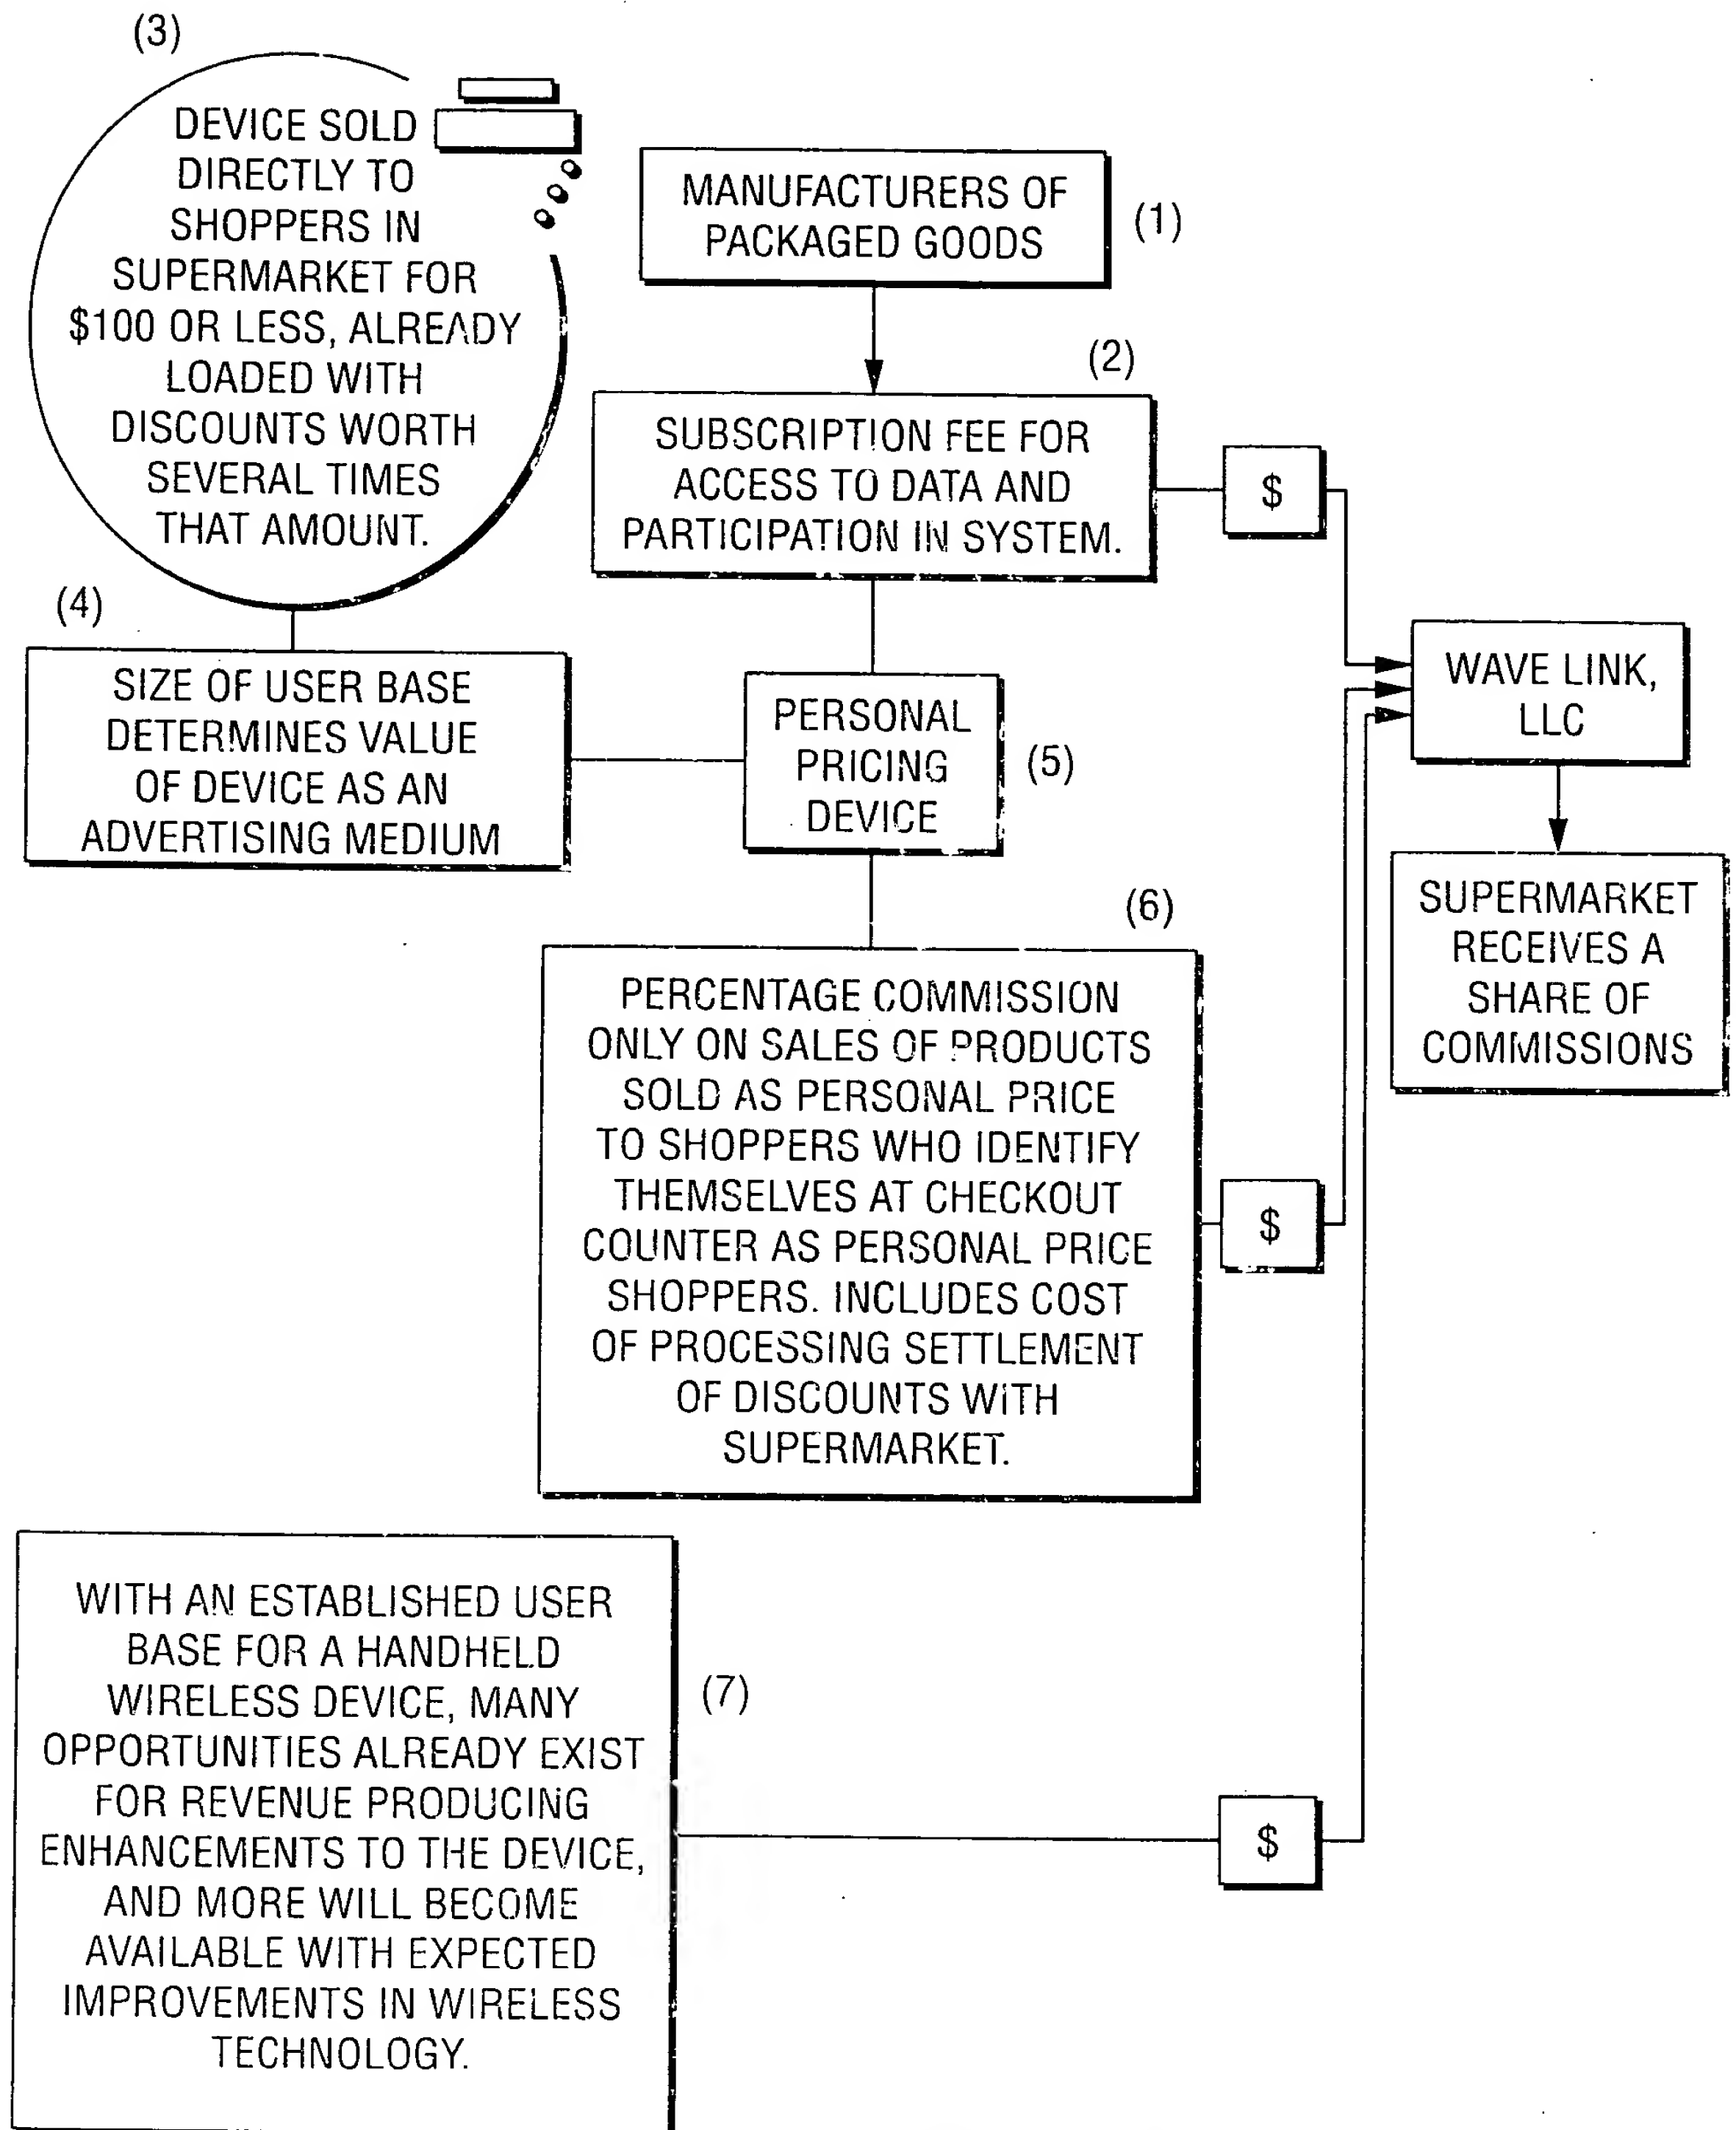 (3)
DEVICE SOLD
DIRECTLY TO
SHOPPERS IN
SUPERMARKET FOR
$100 OR LESS, ALREADY
LOADED WITH
DISCOUNTS WORTH
SEVERAL TIMES
THAT AMOUNT.
MANUFACTURERS OF
PACKAGED GOODS
(1)
(2)
SUBSCRIPTION FEE FOR
ACCESS TO DATA AND
PARTICIPATION IN SYSTEM.
$
(4)
SIZE OF USER BASE
DETERMINES VALUE
OF DEVICE AS AN
ADVERTISING MEDIUM
PERSONAL
PRICING
DEVICE
(5)
WAVE LINK,
LLC
SUPERMARKET
RECEIVES A
SHARE OF
COMMISSIONS
(6)
PERCENTAGE COMMISSION
ONLY ON SALES OF PRODUCTS
SOLD AS PERSONAL PRICE
TO SHOPPERS WHO IDENTIFY
THEMSELVES AT CHECKOUT
COUNTER AS PERSONAL PRICE
SHOPPERS. INCLUDES COST
OF PROCESSING SETTLEMENT
OF DISCOUNTS WITH
SUPERMARKET.
$
WITH AN ESTABLISHED USER
BASE FOR A HANDHELD
WIRELESS DEVICE, MANY
OPPORTUNITIES ALREADY EXIST
FOR REVENUE PRODUCING
ENHANCEMENTS TO THE DEVICE,
AND MORE WILL BECOME
AVAILABLE WITH EXPECTED
IMPROVEMENTS IN WIRELESS
TECHNOLOGY.
(7)
$